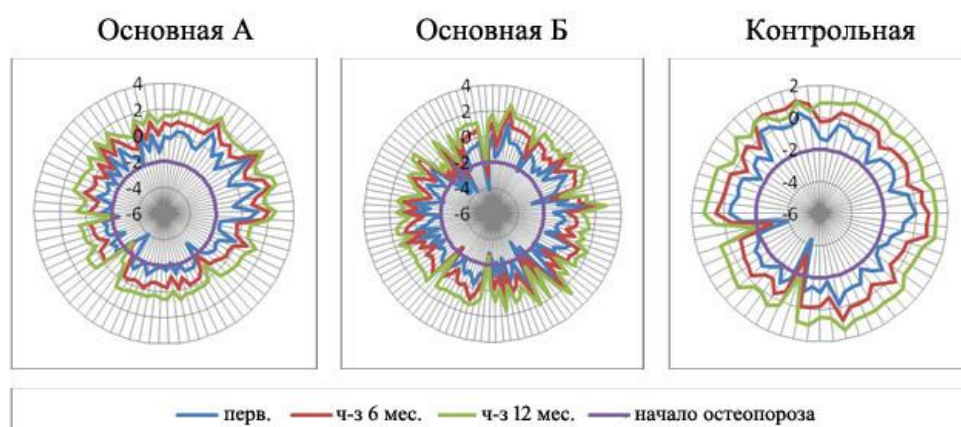 Основная А
Основная Б
Контрольная
4
2
0
-2
-4
-6
4
2
0
-2
-4
-6
2
0
-2
-4
-6
перв.
ч-з 6 мес.
ч-з 12 мес.
начало остеопороза